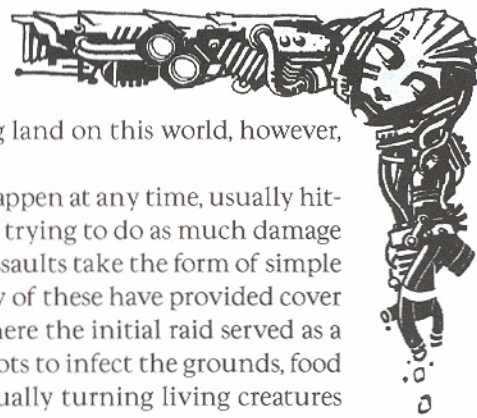 g land on this world, however,
appen at any time, usually hit-
trying to do as much damage
saults take the form of simple
y of these have provided cover
here the initial raid served as a
ots to infect the grounds, food
ually turning living creatures